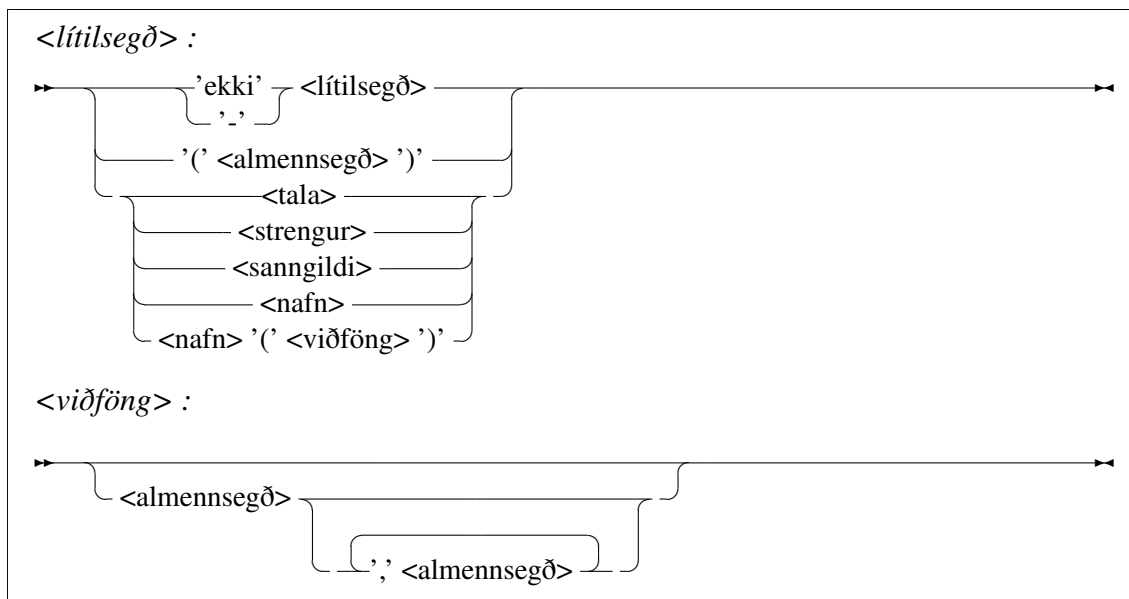 <lítilsegð> :
’ekki’ <lítilsegð>
’-’
’(’ <almennsegð> ’)’
<tala>
<strengur>
<sanngildi>
<nafn>
<nafn> ’(’ <viðföng> ’)’
<viðföng> :
<almennsegð>
’,’ <almennsegð>